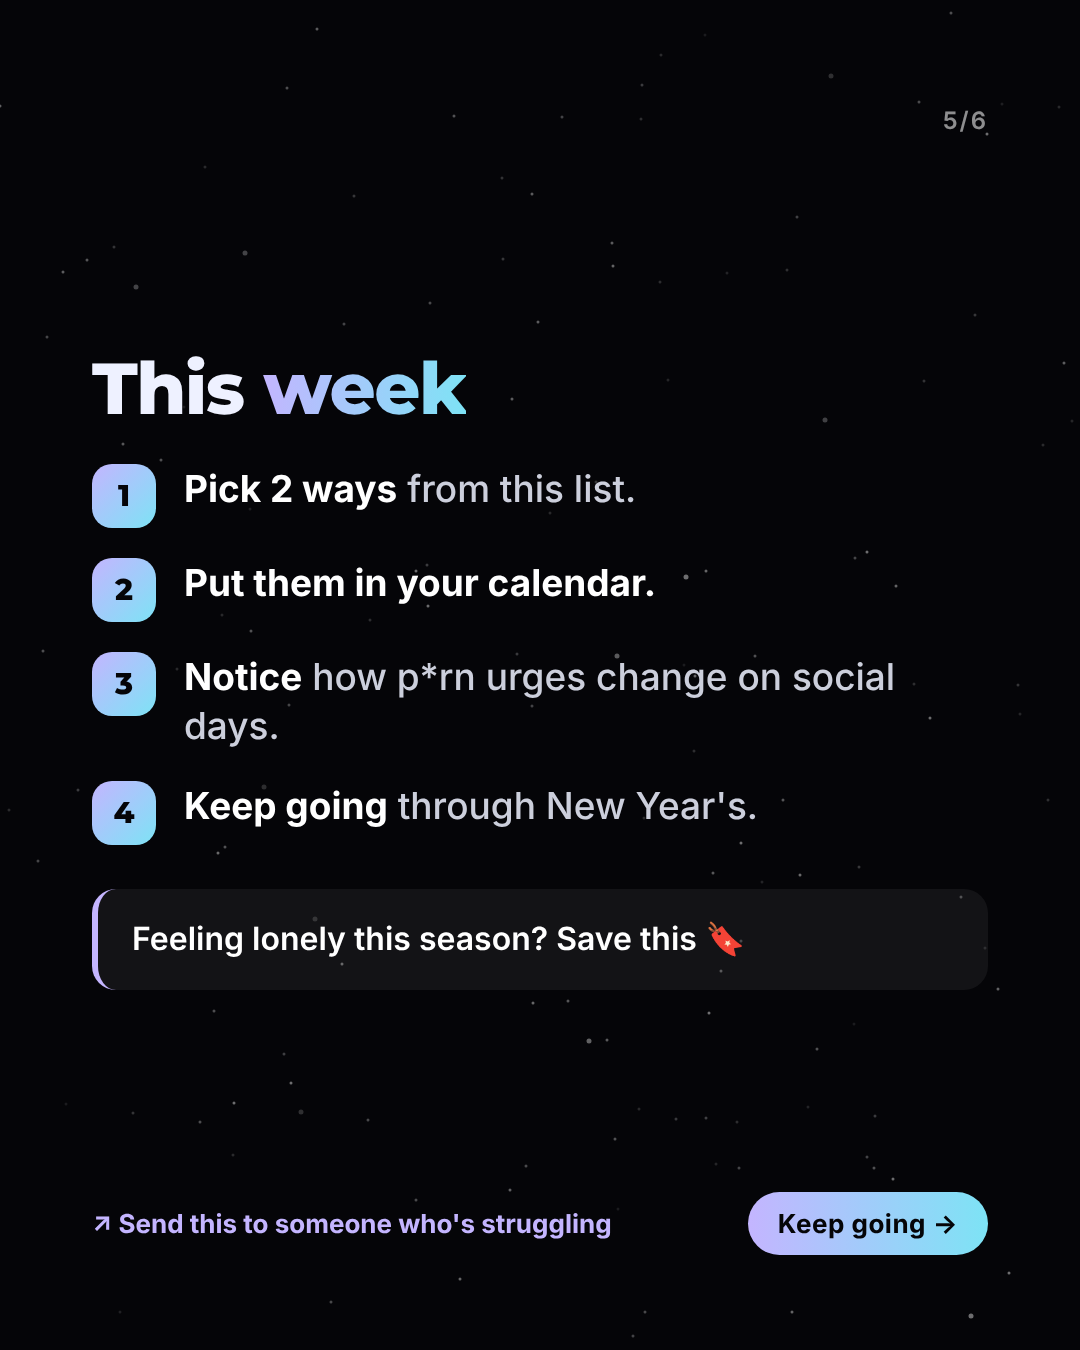 5/6
This week
1 Pick 2 ways from this list.
2 Put them in your calendar.
3 Notice how p*rn urges change on social
days.
4 Keep going through New Year's.
Feeling lonely this season? Save this 🔖
↗ Send this to someone who's struggling
Keep going →